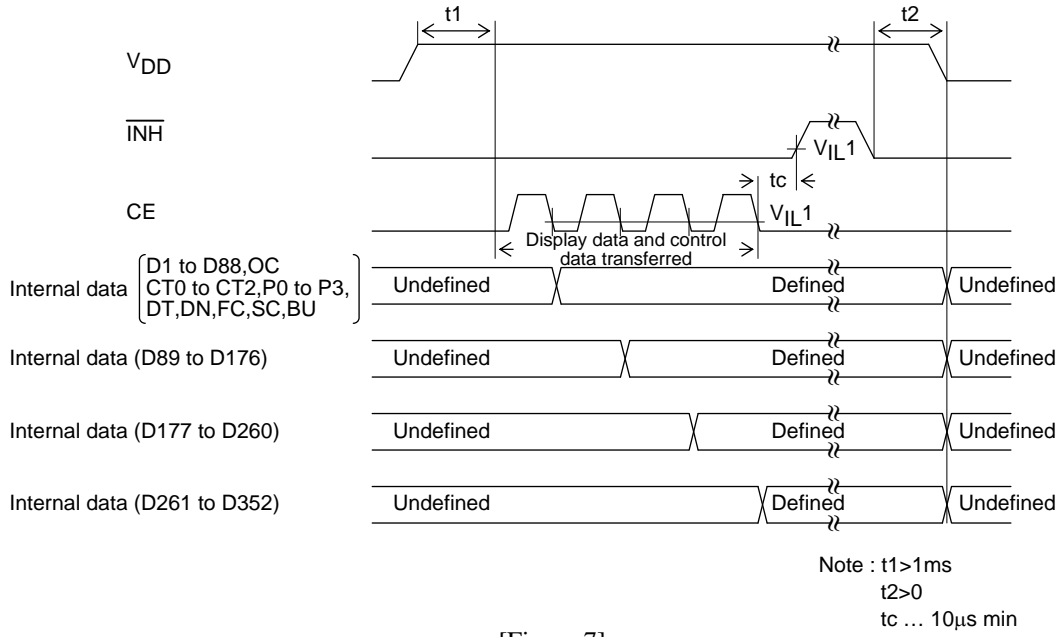 t1
t2
VDD
INH
VIL1
tc
CE
VIL1
Display data and control
data transferred
Internal data
D1 to D88,OC
CT0 to CT2,P0 to P3,
DT,DN,FC,SC,BU
Undefined
Defined
Undefined
Internal data (D89 to D176)
Undefined
Defined
Undefined
Internal data (D177 to D260)
Undefined
Defined
Undefined
Internal data (D261 to D352)
Undefined
Defined
Undefined
Note : t1>1ms
t2>0
tc … 10μs min